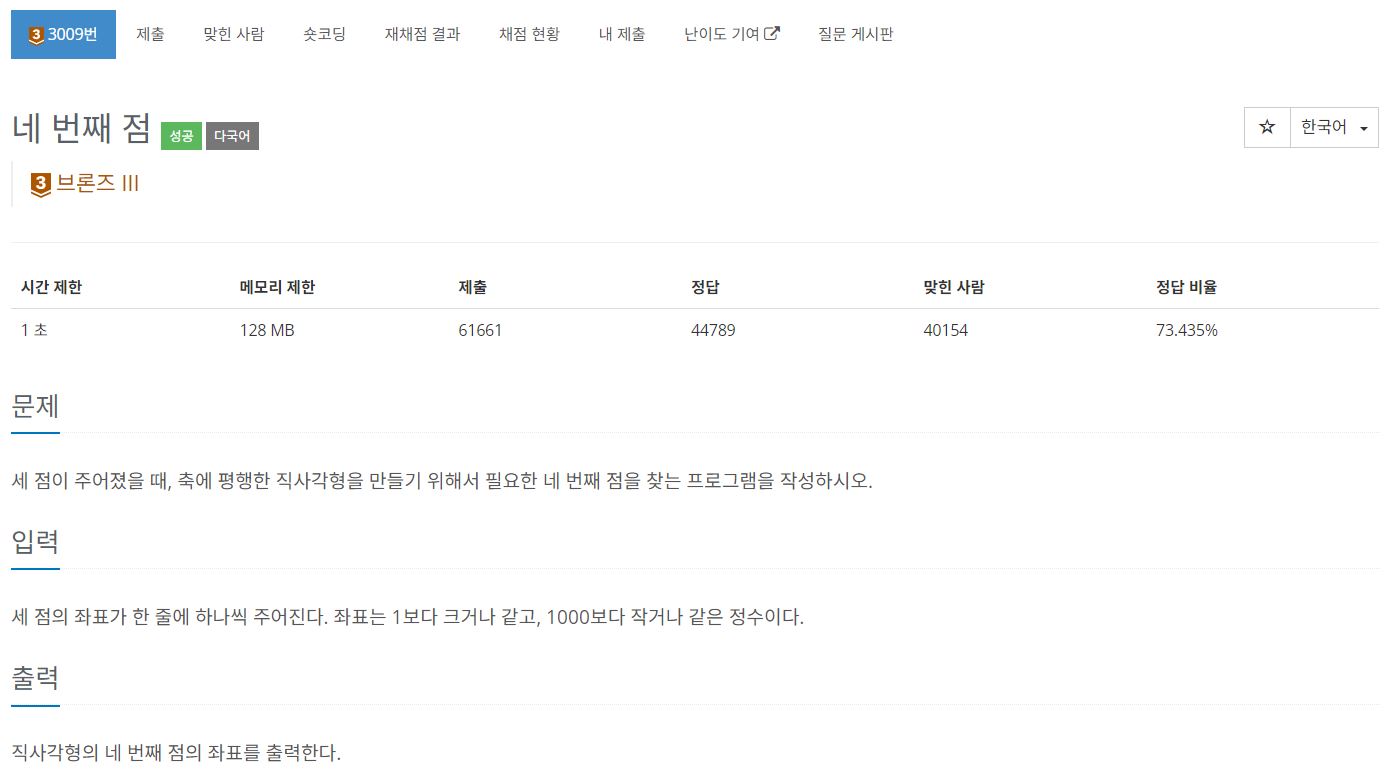 3 3009번 제출 맞힌 사람 숏코딩 재채점 결과 채점 현황 내 제출 난이도 기여 질문 게시판
네 번째 점 성공 다국어 한국어
3 브론즈 III
시간 제한 메모리 제한 제출 정답 맞힌 사람 정답 비율
1 초 128 MB 61661 44789 40154 73.435%
문제
세 점이 주어졌을 때, 축에 평행한 직사각형을 만들기 위해서 필요한 네 번째 점을 찾는 프로그램을 작성하시오.
입력
세 점의 좌표가 한 줄에 하나씩 주어진다. 좌표는 1보다 크거나 같고, 1000보다 작거나 같은 정수이다.
출력
직사각형의 네 번째 점의 좌표를 출력한다.